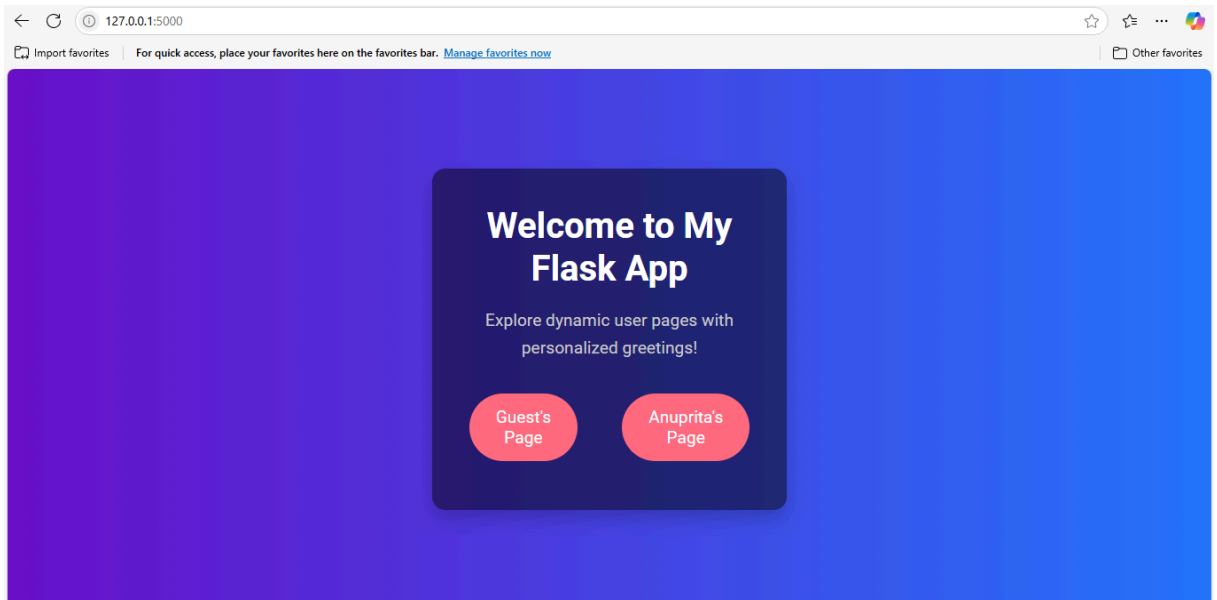 127.0.0.1:5000
Import favorites For quick access, place your favorites here on the favorites bar. Manage favorites now Other favorites
Welcome to My
Flask App
Explore dynamic user pages with
personalized greetings!
Guest's
Page
Anuprita's
Page